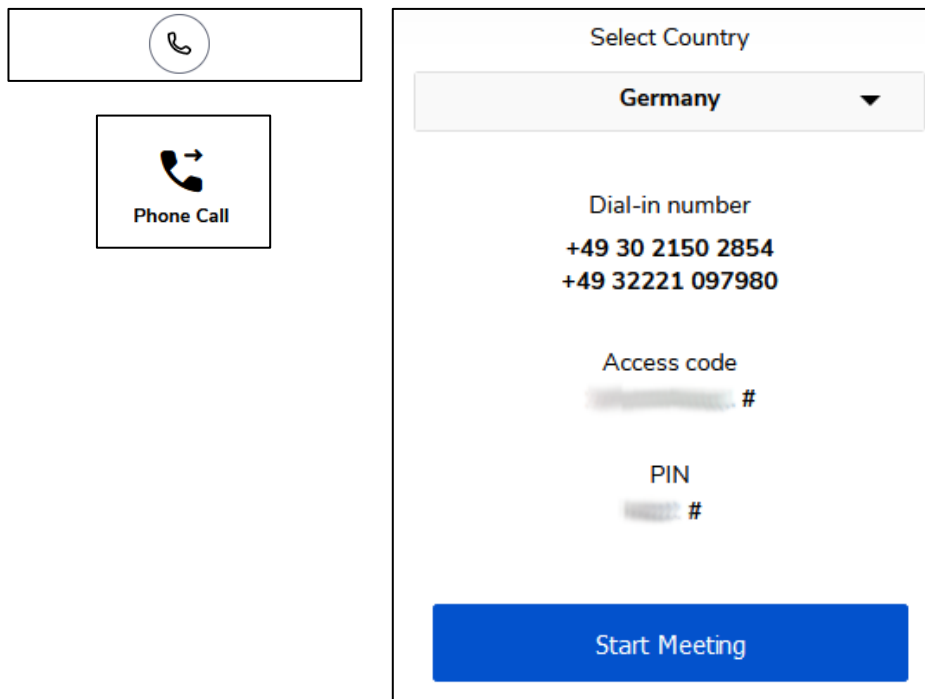 Phone Call
Select Country
Germany
Dial-in number
+49 30 2150 2854
+49 32221 097980
Access code
#
PIN
#
Start Meeting